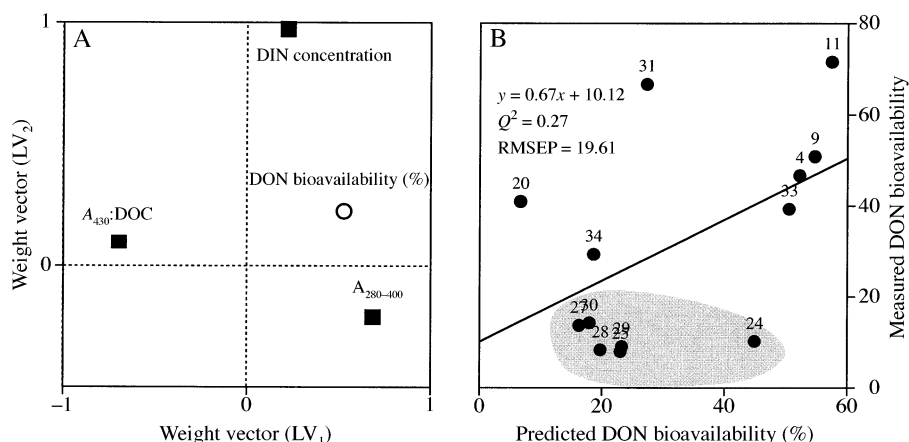 A
1
0
−1
0
1
Weight vector (LV2)
Weight vector (LV1)
DIN concentration
DON bioavailability (%)
A430:DOC
A280–400
B
y = 0.67x + 10.12
Q² = 0.27
RMSEP = 19.61
11
31
9
4
33
20
34
27
30
28
29
25
24
80
60
40
20
0
0
20
40
60
Measured DON bioavailability
Predicted DON bioavailability (%)